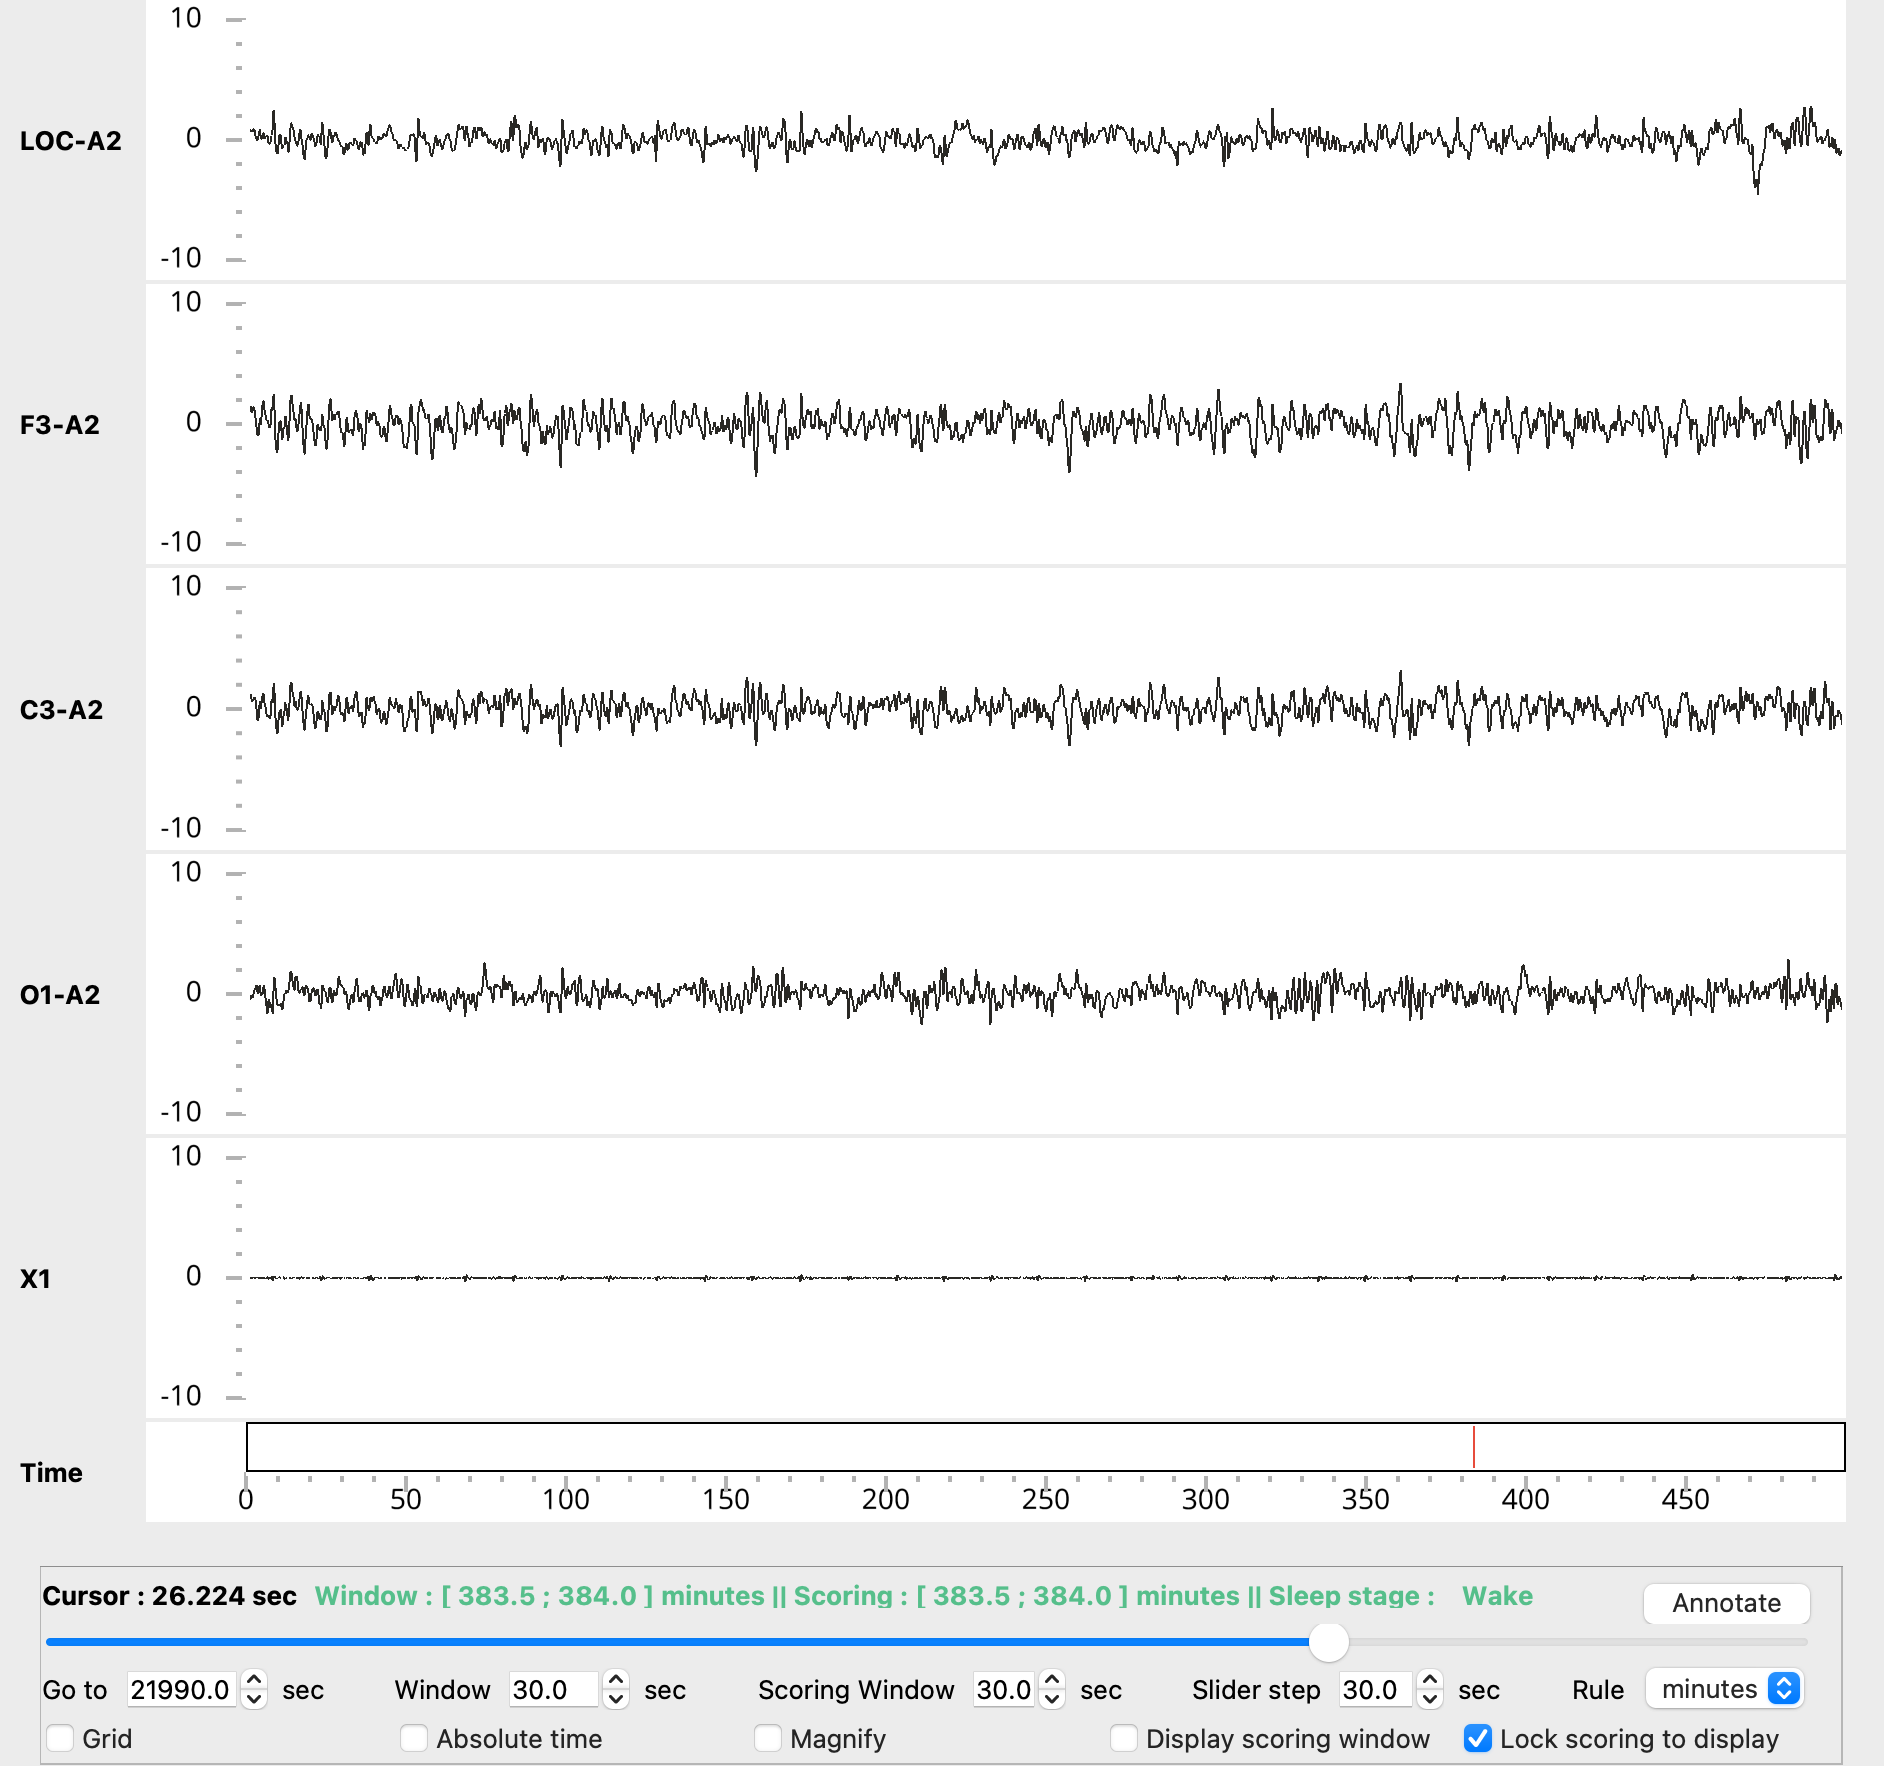 10
LOC-A2
0
-10
10
F3-A2
0
-10
10
C3-A2
0
-10
10
O1-A2
0
-10
10
X1
0
-10
Time
0 50 100 150 200 250 300 350 400 450
Cursor : 26.224 sec Window : [ 383.5 ; 384.0 ] minutes || Scoring : [ 383.5 ; 384.0 ] minutes || Sleep stage : Wake Annotate
Go to 21990.0 sec Window 30.0 sec Scoring Window 30.0 sec Slider step 30.0 sec Rule minutes
Grid Absolute time Magnify Display scoring window Lock scoring to display